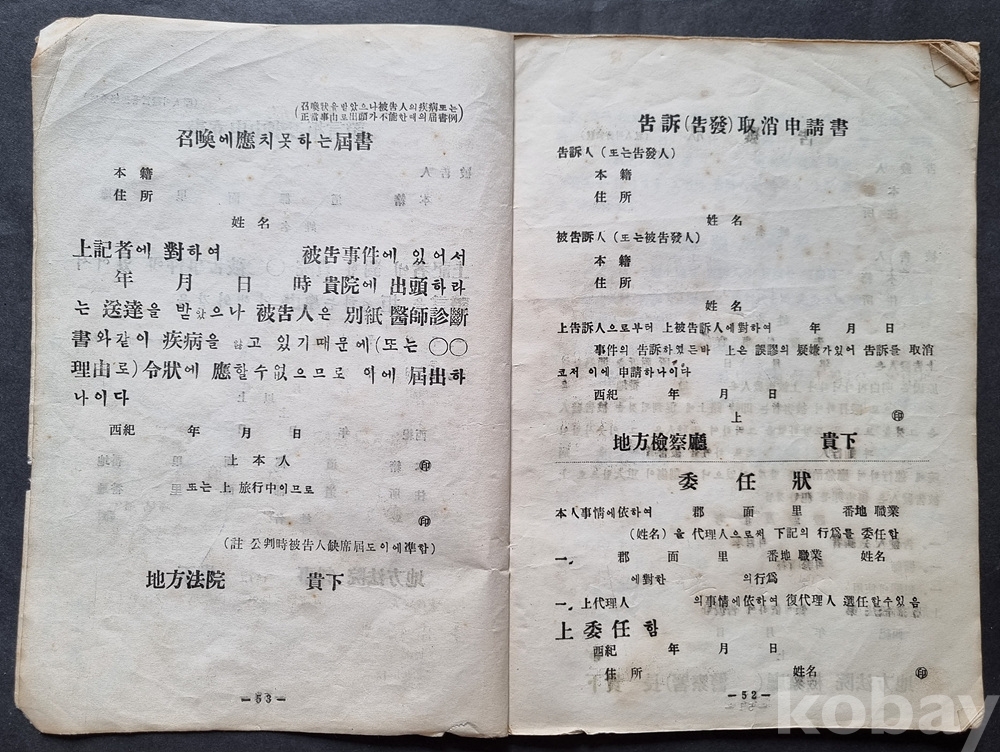 (召喚狀을받았으나被告人의疾病또는
正當事由로出頭가不能한때의屆書例)
召喚에應치못하는屆書
被告人
本籍
住所
姓名
上記者에 對하여 被告事件에 있어서
年 月 日 時 貴院에 出頭하라
는 送達을 받았으나 被告人은 別紙 醫師診斷
書와같이 疾病을 앓고 있기때문에(또는 〇〇
理由로)令狀에 應할수없으므로 이에 屆出하
나이다
西紀 年 月 日
上 本 人 ㊞
또는 上 旅行中이므로
㊞
(註 公判時被告人缺席屆도이에準함)
地方法院 貴下
—53—
告訴(告發)取消申請書
告訴人 (또는告發人)
本籍
住所
姓名
被告訴人 (또는被告發人)
本籍
住所
姓名
上告訴人으로부터 上被告訴人에對하여 年 月 日
事件의 告訴하였든바 上은 誤謬의 疑嫌가있어 告訴를 取消
코저 이에 申請하나이다
西紀 年 月 日
上 ㊞
地方檢察廳 貴下
委任狀
本人事情에依하여 郡 面 里 番地 職業
(姓名)을 代理人으로써 下記의 行爲를 委任함
一、 郡 面 里 番地 職業 姓名
에對한 의行爲
一、上代理人 의事情에依하여 復代理人 選任할수있음
上委任함
西紀 年 月 日
住所 姓名 ㊞
—52—
kobay